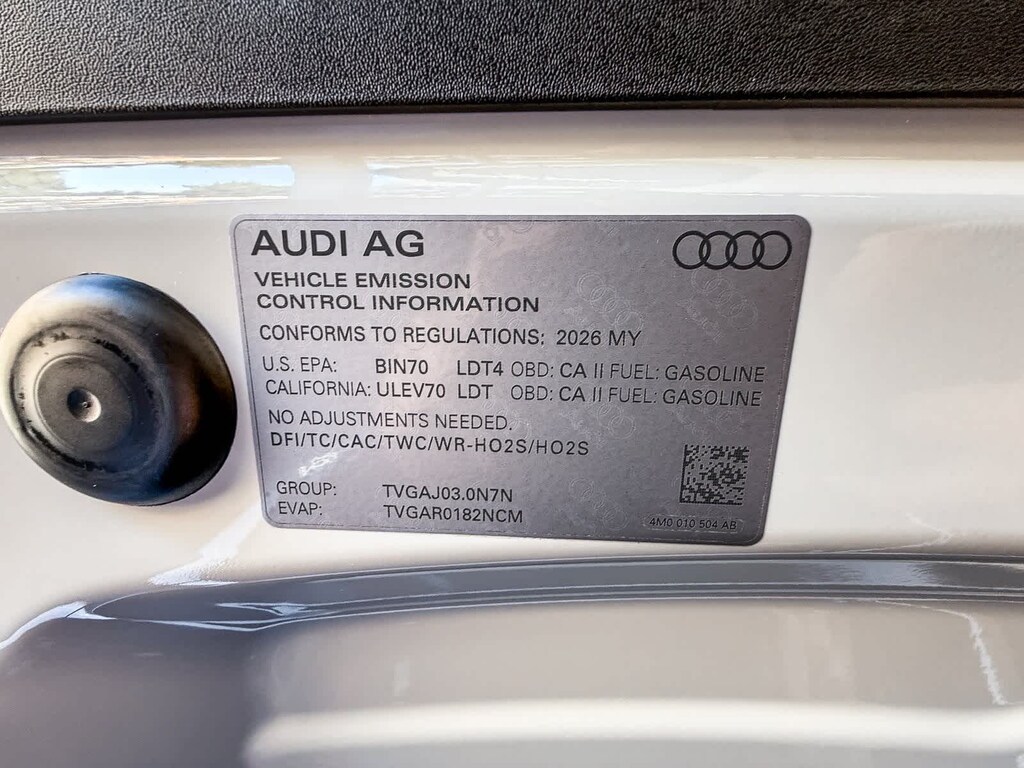 AUDI AG
VEHICLE EMISSION
CONTROL INFORMATION
CONFORMS TO REGULATIONS: 2026 MY
U.S. EPA: BIN70 LDT4 OBD: CA II FUEL: GASOLINE
CALIFORNIA: ULEV70 LDT OBD: CA II FUEL: GASOLINE
NO ADJUSTMENTS NEEDED.
DFI/TC/CAC/TWC/WR-HO2S/HO2S
GROUP: TVGAJ03.0N7N
EVAP: TVGAR0182NCM
4M0 010 504 AB